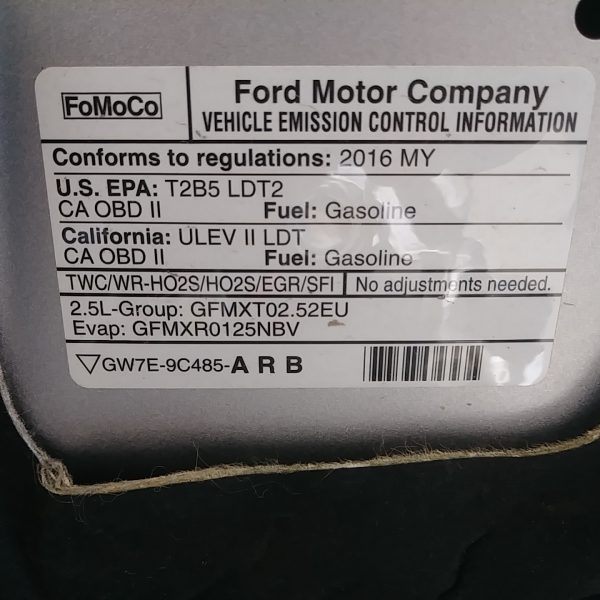 FoMoCo
Ford Motor Company
VEHICLE EMISSION CONTROL INFORMATION
Conforms to regulations: 2016 MY
U.S. EPA: T2B5 LDT2
CA OBD II Fuel: Gasoline
California: ULEV II LDT
CA OBD II Fuel: Gasoline
TWC/WR-HO2S/HO2S/EGR/SFI No adjustments needed.
2.5L-Group: GFMXT02.52EU
Evap: GFMXR0125NBV
GW7E-9C485-A R B